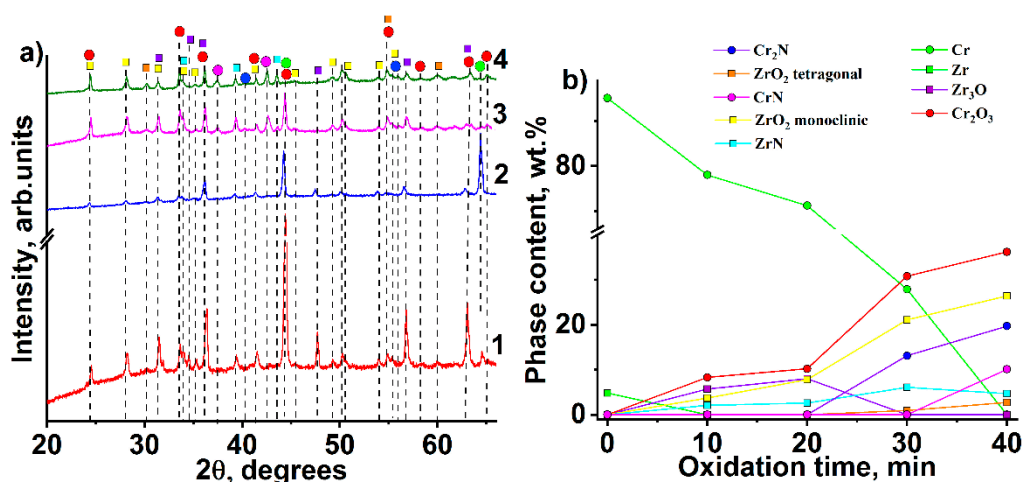 a)
4
3
2
1
Intensity, arb.units
20 30 40 50 60
2θ, degrees
b)
Cr₂N
ZrO₂ tetragonal
CrN
ZrO₂ monoclinic
ZrN
Cr
Zr
Zr₃O
Cr₂O₃
Phase content, wt.%
80
20
0
0 10 20 30 40
Oxidation time, min